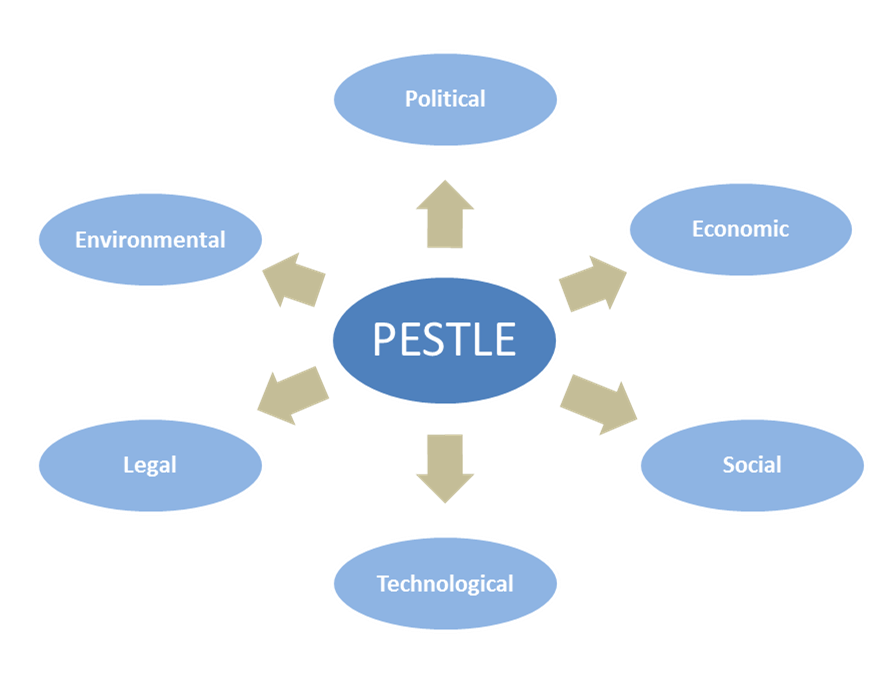 Political
Economic
Environmental
PESTLE
Legal
Social
Technological